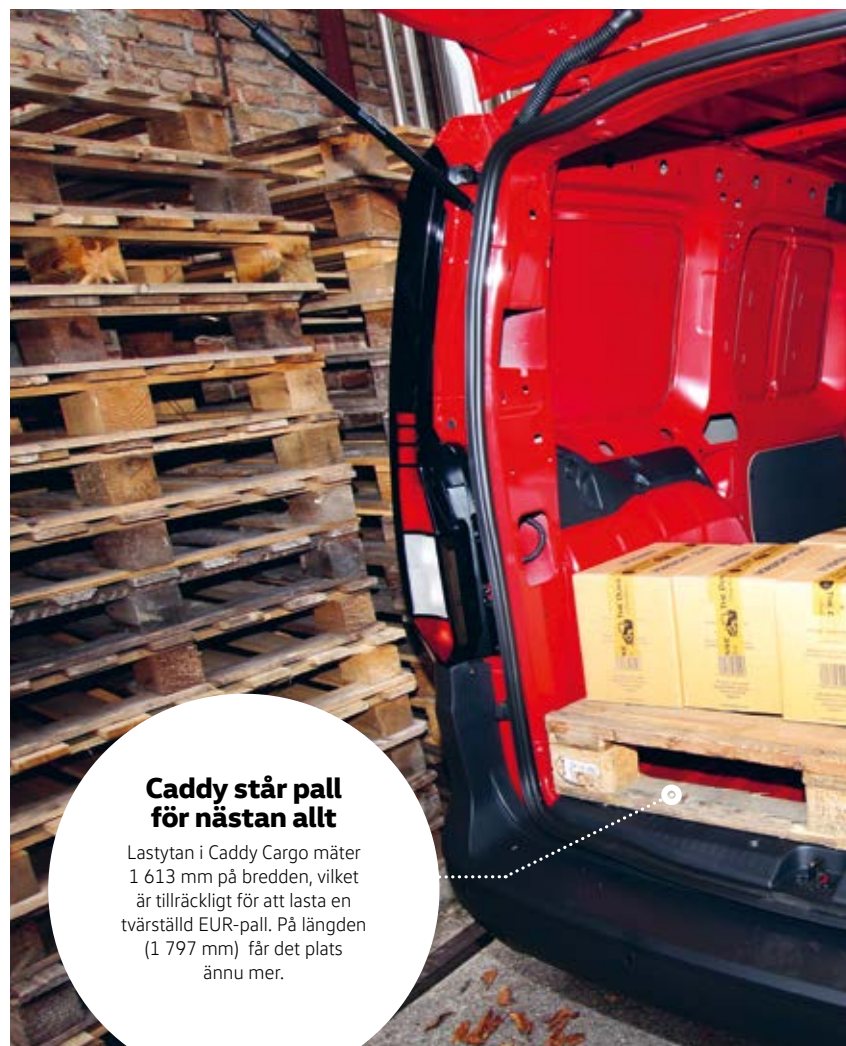 Caddy står pall
för nästan allt
Lastytan i Caddy Cargo mäter
1 613 mm på bredden, vilket
är tillräckligt för att lasta en
tvärställd EUR-pall. På längden
(1 797 mm) får det plats
ännu mer.